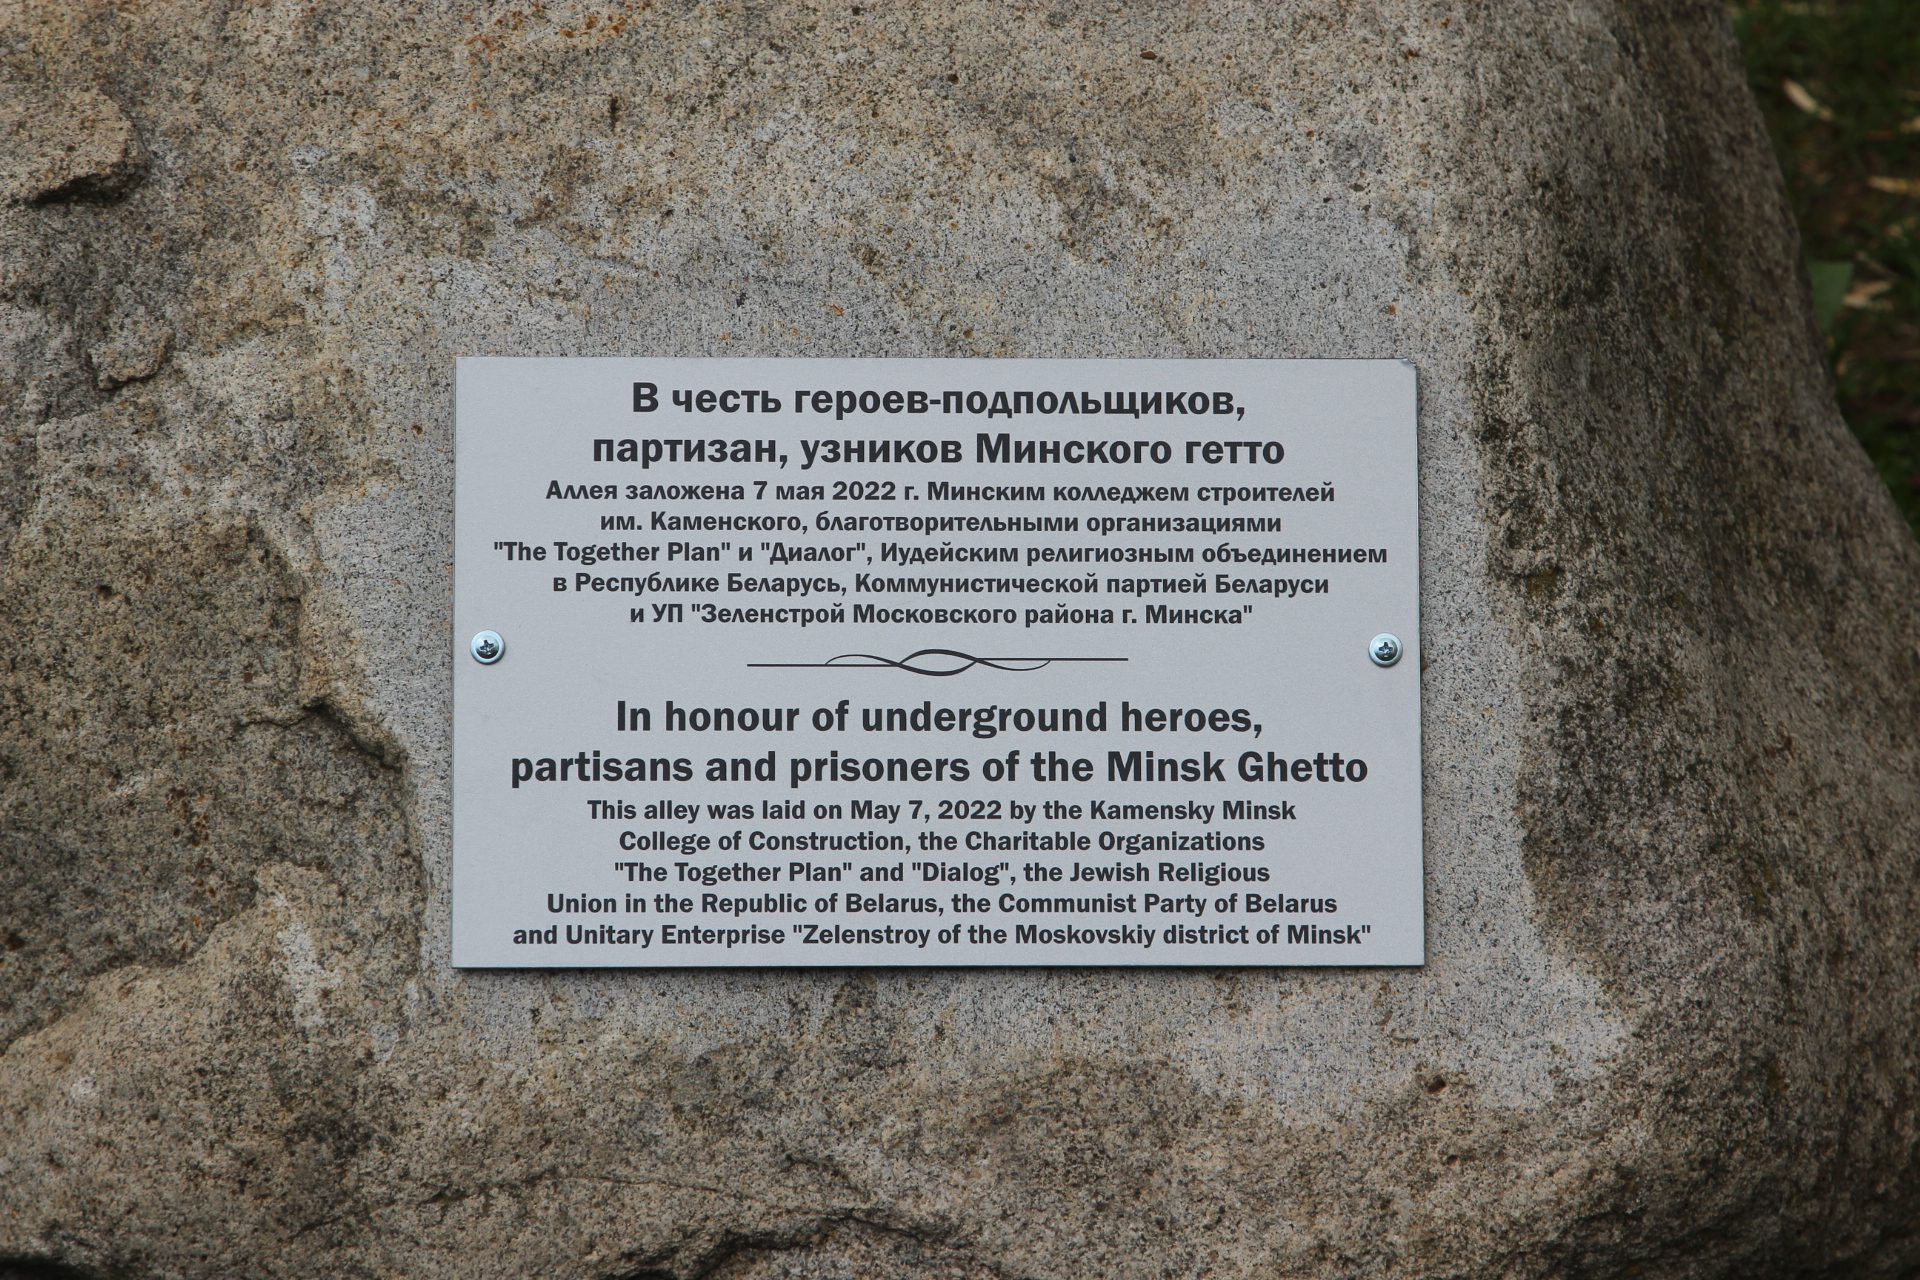 В честь героев-подпольщиков,
партизан, узников Минского гетто
Аллея заложена 7 мая 2022 г. Минским колледжем строителей
им. Каменского, благотворительными организациями
"The Together Plan" и "Диалог", Иудейским религиозным объединением
в Республике Беларусь, Коммунистической партией Беларуси
и УП "Зеленстрой Московского района г. Минска"
In honour of underground heroes,
partisans and prisoners of the Minsk Ghetto
This alley was laid on May 7, 2022 by the Kamensky Minsk
College of Construction, the Charitable Organizations
"The Together Plan" and "Dialog", the Jewish Religious
Union in the Republic of Belarus, the Communist Party of Belarus
and Unitary Enterprise "Zelenstroy of the Moskovskiy district of Minsk"